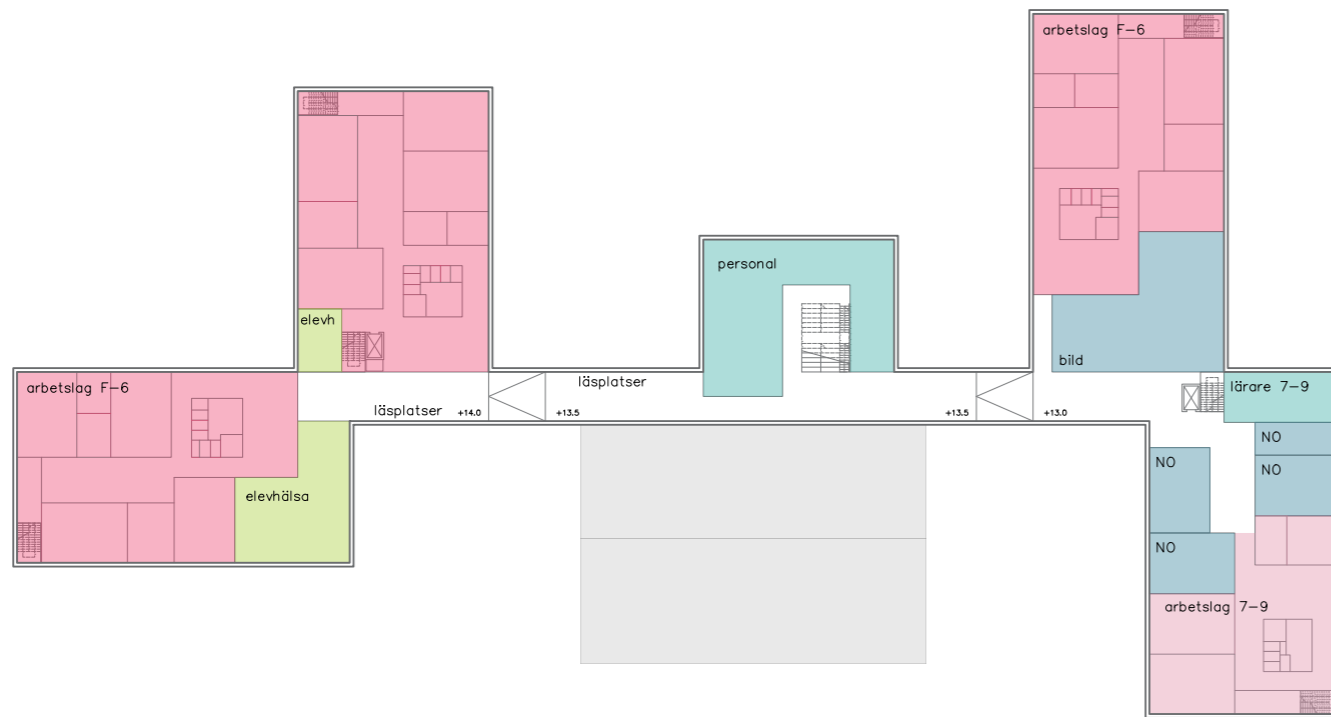 arbetslag F-6
personal
elevh
bild
läsplatser
lärare 7-9
arbetslag F-6
läsplatser
+14.0
+13.5
+13.5
+13.0
NO
NO
NO
elevhälsa
NO
arbetslag 7-9